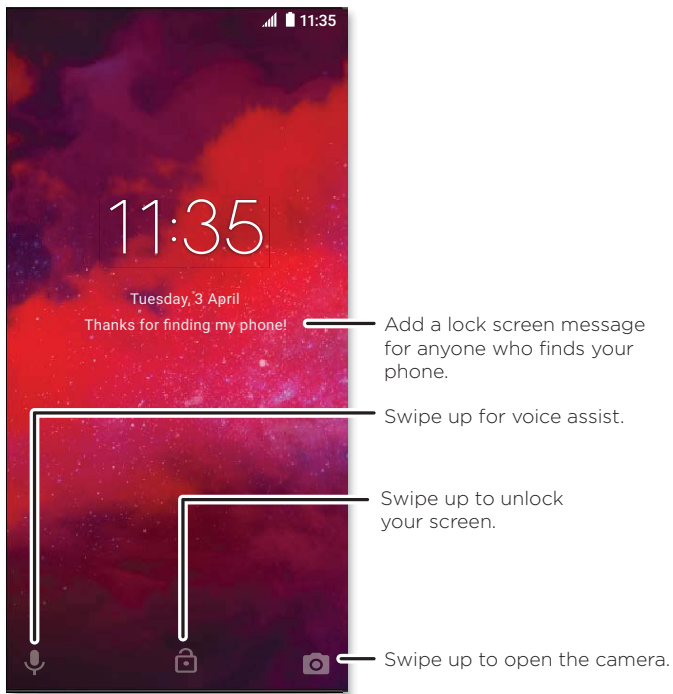 11:35
11:35
Tuesday, 3 April
Thanks for finding my phone!
Add a lock screen message
for anyone who finds your
phone.
Swipe up for voice assist.
Swipe up to unlock
your screen.
Swipe up to open the camera.